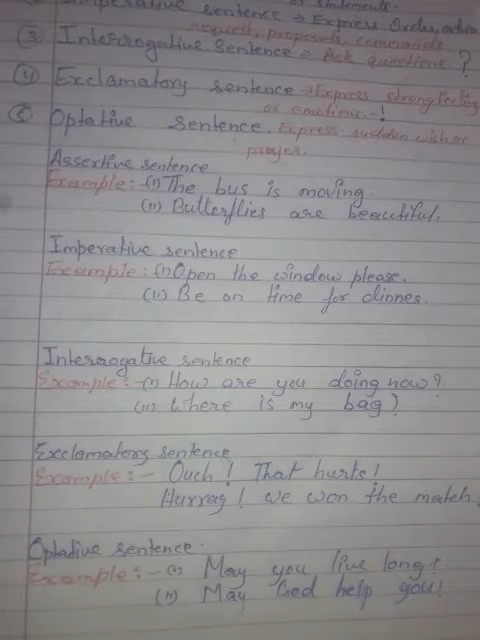 Imperative sentence → Express Orders, advice
or statements.
request, proposals, commands
③ Interrogative Sentence → Ask questions ?
④ Exclamatory sentence → Express strong feeling
or emotions - !
⑤ Optative sentence. Express sudden wish or
prayes.
Assertive sentence
Example:- (i) The bus is moving.
(ii) Butterflies are beautiful.
Imperative sentence
Example:- (i) Open the window please.
(ii) Be on time for dinner.
Interrogative sentence
Example:- (i) How are you doing now?
(ii) Where is my bag?
Exclamatory sentence
Example:- Ouch! That hurts!
Hurray! We won the match
Optative sentence.
Example:- (i) May you live long!
(ii) May God help you!